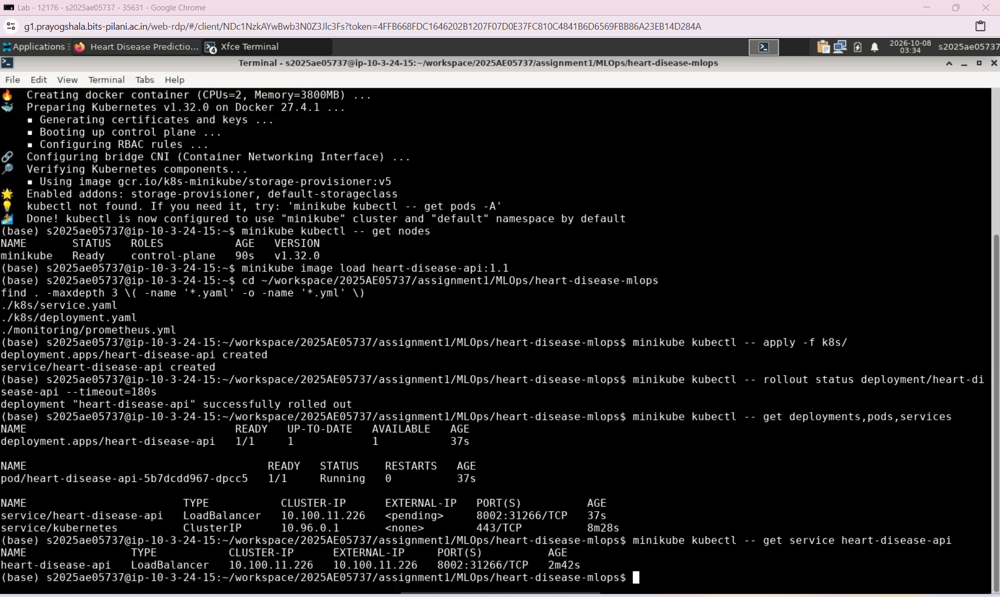 Lab - 12176 - s2025ae05737 - 35631 - Google Chrome
g1.prayogshala.bits-pilani.ac.in/web-rdp/#/client/NDc1NzkAYwBwb3N0Z3Jlc3Fs?token=4FFB668FDC1646202B1207F07D0E37FC810C4841B6D6569FBB86A23EB14D284A
Applications Heart Disease Predictio... 4 Xfce Terminal 2026-10-08 s2025ae05737
03:34
Terminal - s2025ae05737@ip-10-3-24-15:~/workspace/2025AE05737/assignment1/MLOps/heart-disease-mlops
File Edit View Terminal Tabs Help
Creating docker container (CPUs=2, Memory=3800MB) ...
Preparing Kubernetes v1.32.0 on Docker 27.4.1 ...
▪ Generating certificates and keys ...
▪ Booting up control plane ...
▪ Configuring RBAC rules ...
Configuring bridge CNI (Container Networking Interface) ...
Verifying Kubernetes components...
▪ Using image gcr.io/k8s-minikube/storage-provisioner:v5
Enabled addons: storage-provisioner, default-storageclass
kubectl not found. If you need it, try: 'minikube kubectl -- get pods -A'
Done! kubectl is now configured to use "minikube" cluster and "default" namespace by default
(base) s2025ae05737@ip-10-3-24-15:~$ minikube kubectl -- get nodes
NAME STATUS ROLES AGE VERSION
minikube Ready control-plane 90s v1.32.0
(base) s2025ae05737@ip-10-3-24-15:~$ minikube image load heart-disease-api:1.1
(base) s2025ae05737@ip-10-3-24-15:~$ cd ~/workspace/2025AE05737/assignment1/MLOps/heart-disease-mlops
find . -maxdepth 3 \( -name '*.yaml' -o -name '*.yml' \)
./k8s/service.yaml
./k8s/deployment.yaml
./monitoring/prometheus.yml
(base) s2025ae05737@ip-10-3-24-15:~/workspace/2025AE05737/assignment1/MLOps/heart-disease-mlops$ minikube kubectl -- apply -f k8s/
deployment.apps/heart-disease-api created
service/heart-disease-api created
(base) s2025ae05737@ip-10-3-24-15:~/workspace/2025AE05737/assignment1/MLOps/heart-disease-mlops$ minikube kubectl -- rollout status deployment/heart-di
sease-api --timeout=180s
deployment "heart-disease-api" successfully rolled out
(base) s2025ae05737@ip-10-3-24-15:~/workspace/2025AE05737/assignment1/MLOps/heart-disease-mlops$ minikube kubectl -- get deployments,pods,services
NAME READY UP-TO-DATE AVAILABLE AGE
deployment.apps/heart-disease-api 1/1 1 1 37s
NAME READY STATUS RESTARTS AGE
pod/heart-disease-api-5b7dcdd967-dpcc5 1/1 Running 0 37s
NAME TYPE CLUSTER-IP EXTERNAL-IP PORT(S) AGE
service/heart-disease-api LoadBalancer 10.100.11.226 <pending> 8002:31266/TCP 37s
service/kubernetes ClusterIP 10.96.0.1 <none> 443/TCP 8m28s
(base) s2025ae05737@ip-10-3-24-15:~/workspace/2025AE05737/assignment1/MLOps/heart-disease-mlops$ minikube kubectl -- get service heart-disease-api
NAME TYPE CLUSTER-IP EXTERNAL-IP PORT(S) AGE
heart-disease-api LoadBalancer 10.100.11.226 10.100.11.226 8002:31266/TCP 2m42s
(base) s2025ae05737@ip-10-3-24-15:~/workspace/2025AE05737/assignment1/MLOps/heart-disease-mlops$